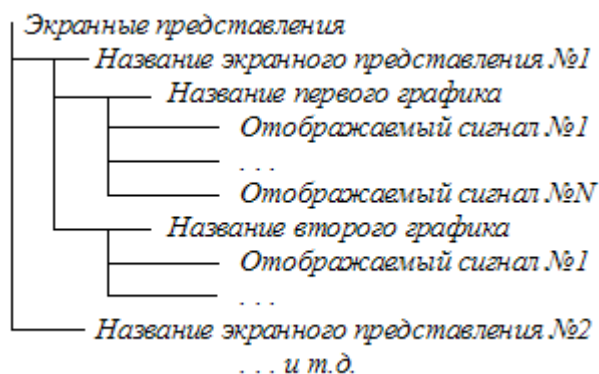 Экранные представления
Название экранного представления №1
Название первого графика
Отображаемый сигнал №1
. . .
Отображаемый сигнал №N
Название второго графика
Отображаемый сигнал №1
. . .
Название экранного представления №2
. . . и т.д.